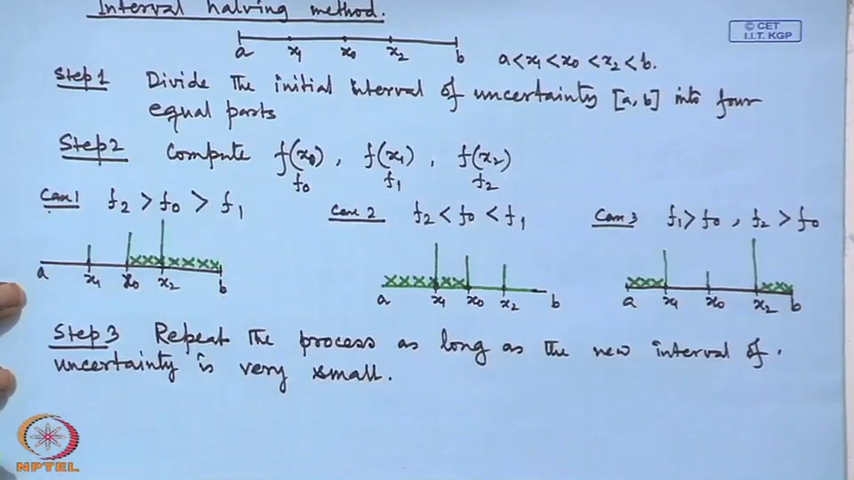 Interval halving method.
© CET
I.I.T. KGP
a x₁ x₀ x₂ b
a < x₁ < x₀ < x₂ < b.
Step 1 Divide the initial interval of uncertainty [a, b] into four
equal parts
Step 2 Compute f(x₀), f(x₁), f(x₂)
f₀ f₁ f₂
Case 1 f₂ > f₀ > f₁
Case 2 f₂ < f₀ < f₁
Case 3 f₁ > f₀, f₂ > f₀
a x₁ x₀ x₂ b
a x₁ x₀ x₂ b
a x₁ x₀ x₂ b
Step 3 Repeat the process as long as the new interval of
uncertainty is very small.
NPTEL